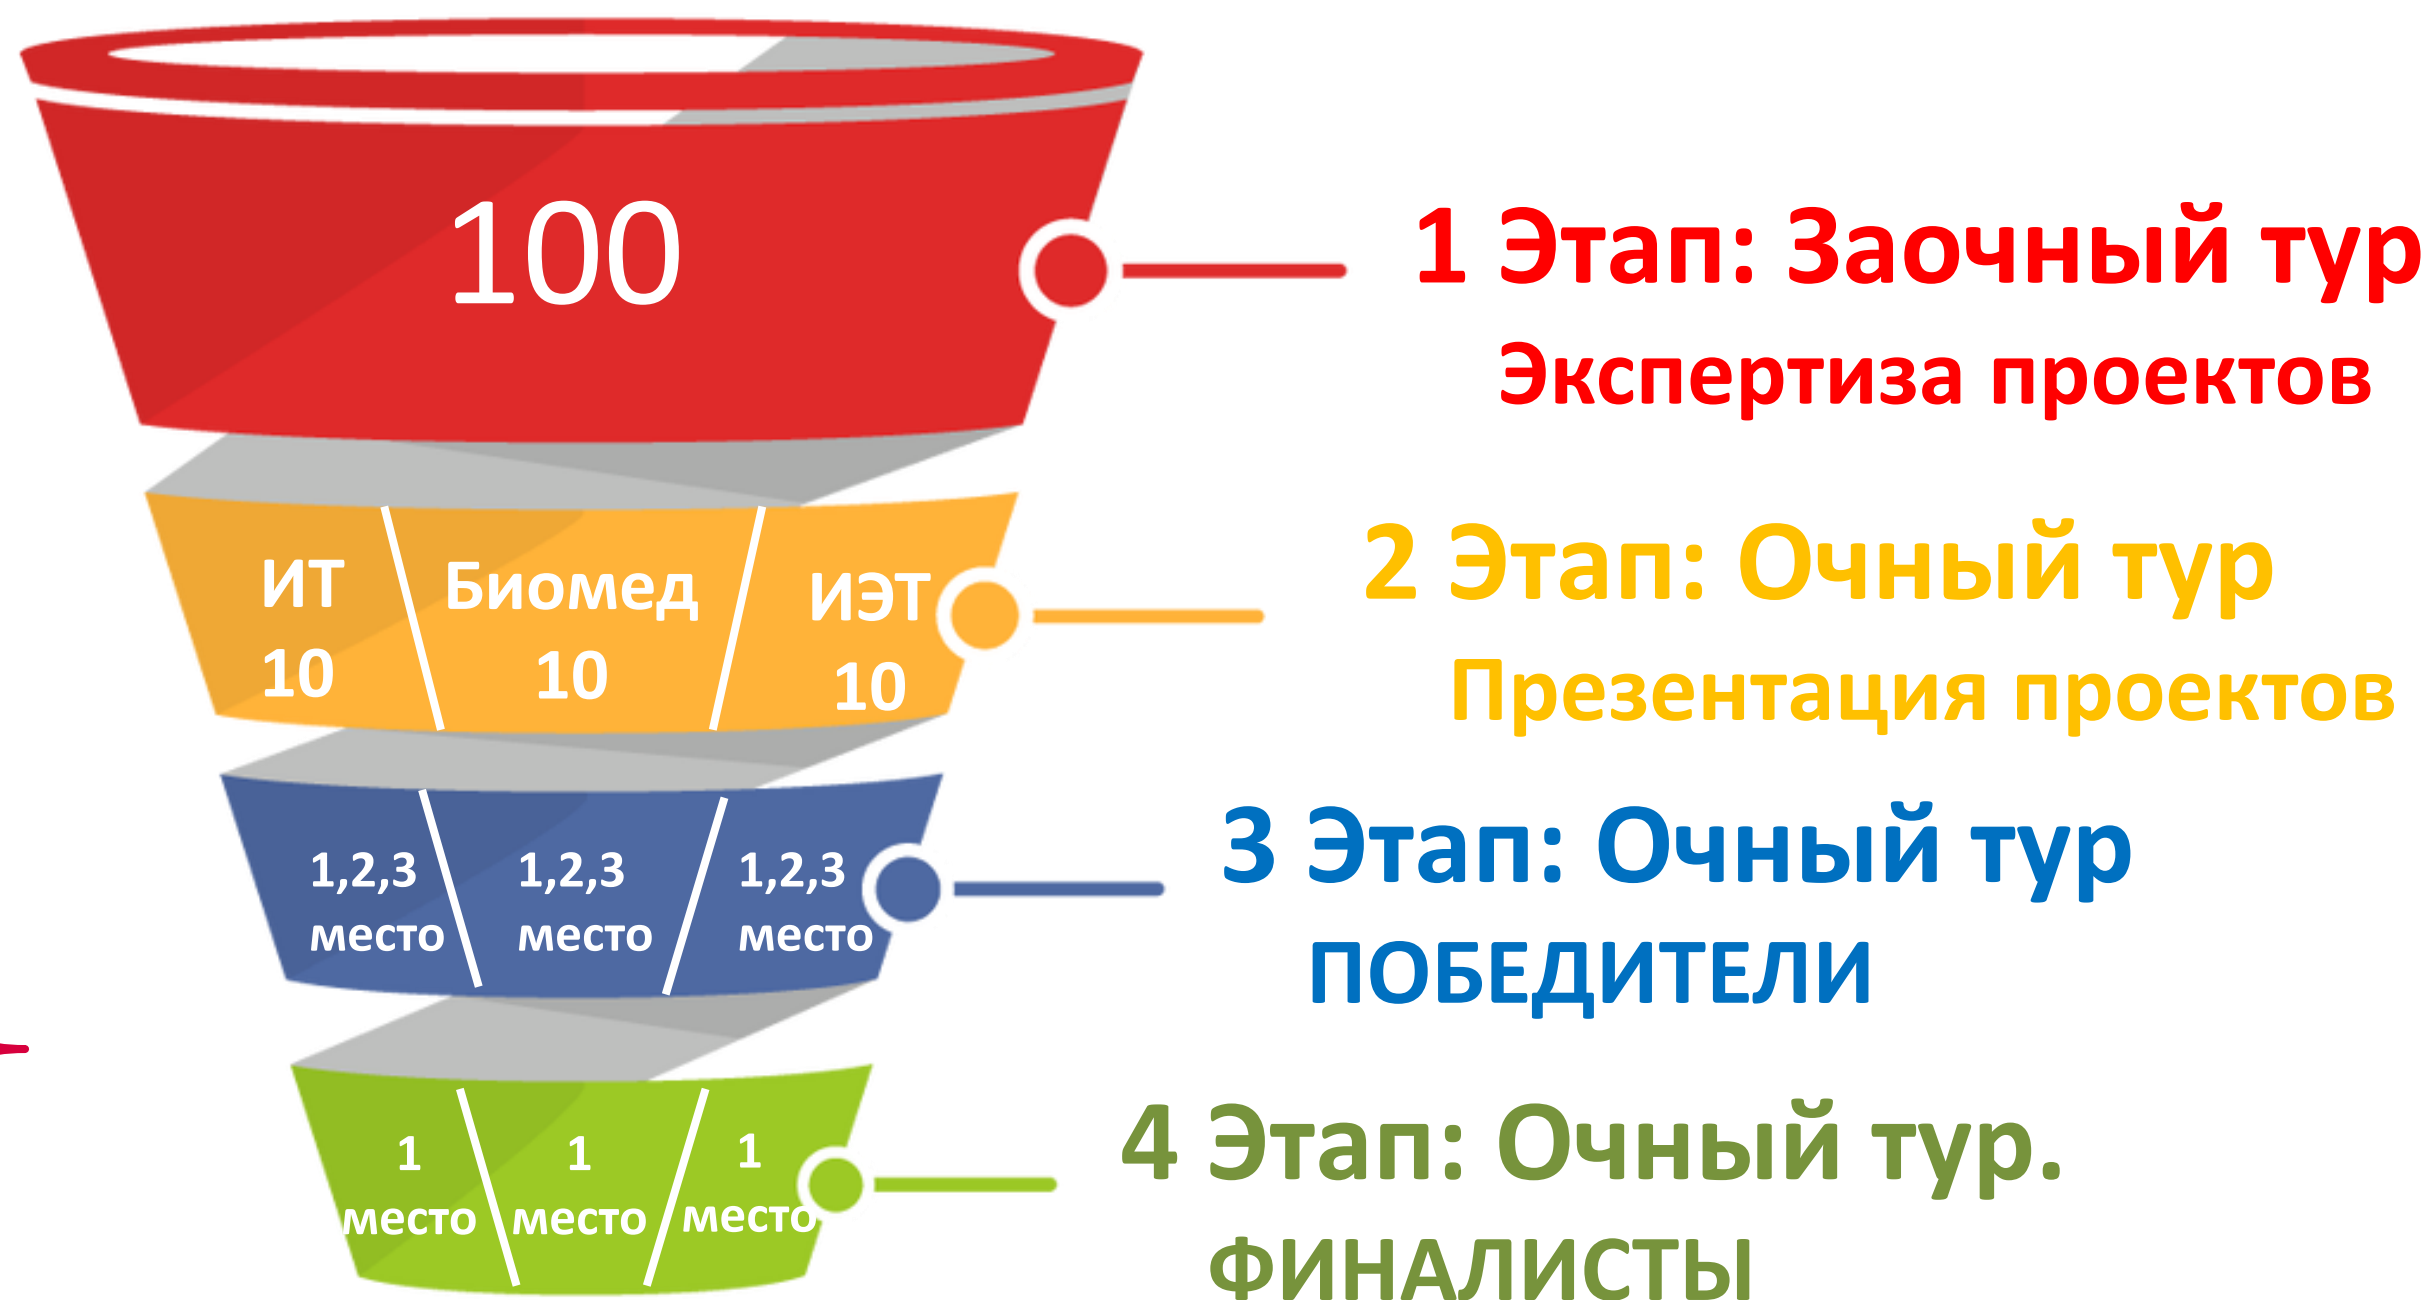 100
1 Этап: Заочный тур
Экспертиза проектов
ИТ
10
Биомед
10
ИЭТ
10
2 Этап: Очный тур
Презентация проектов
1,2,3
место
1,2,3
место
1,2,3
место
3 Этап: Очный тур
ПОБЕДИТЕЛИ
1
место
1
место
1
место
4 Этап: Очный тур.
ФИНАЛИСТЫ